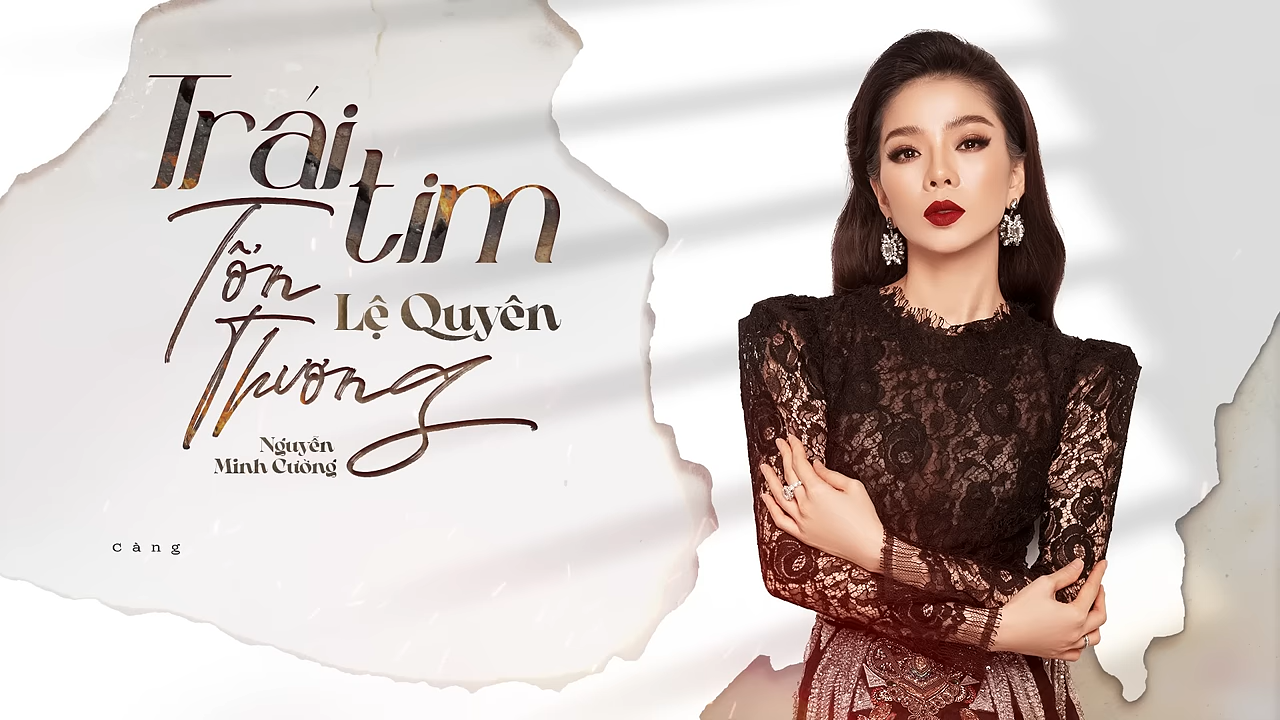 Trái
tim
Tổn
Lệ Quyên
Thương
Nguyễn
Minh Cường
Càng